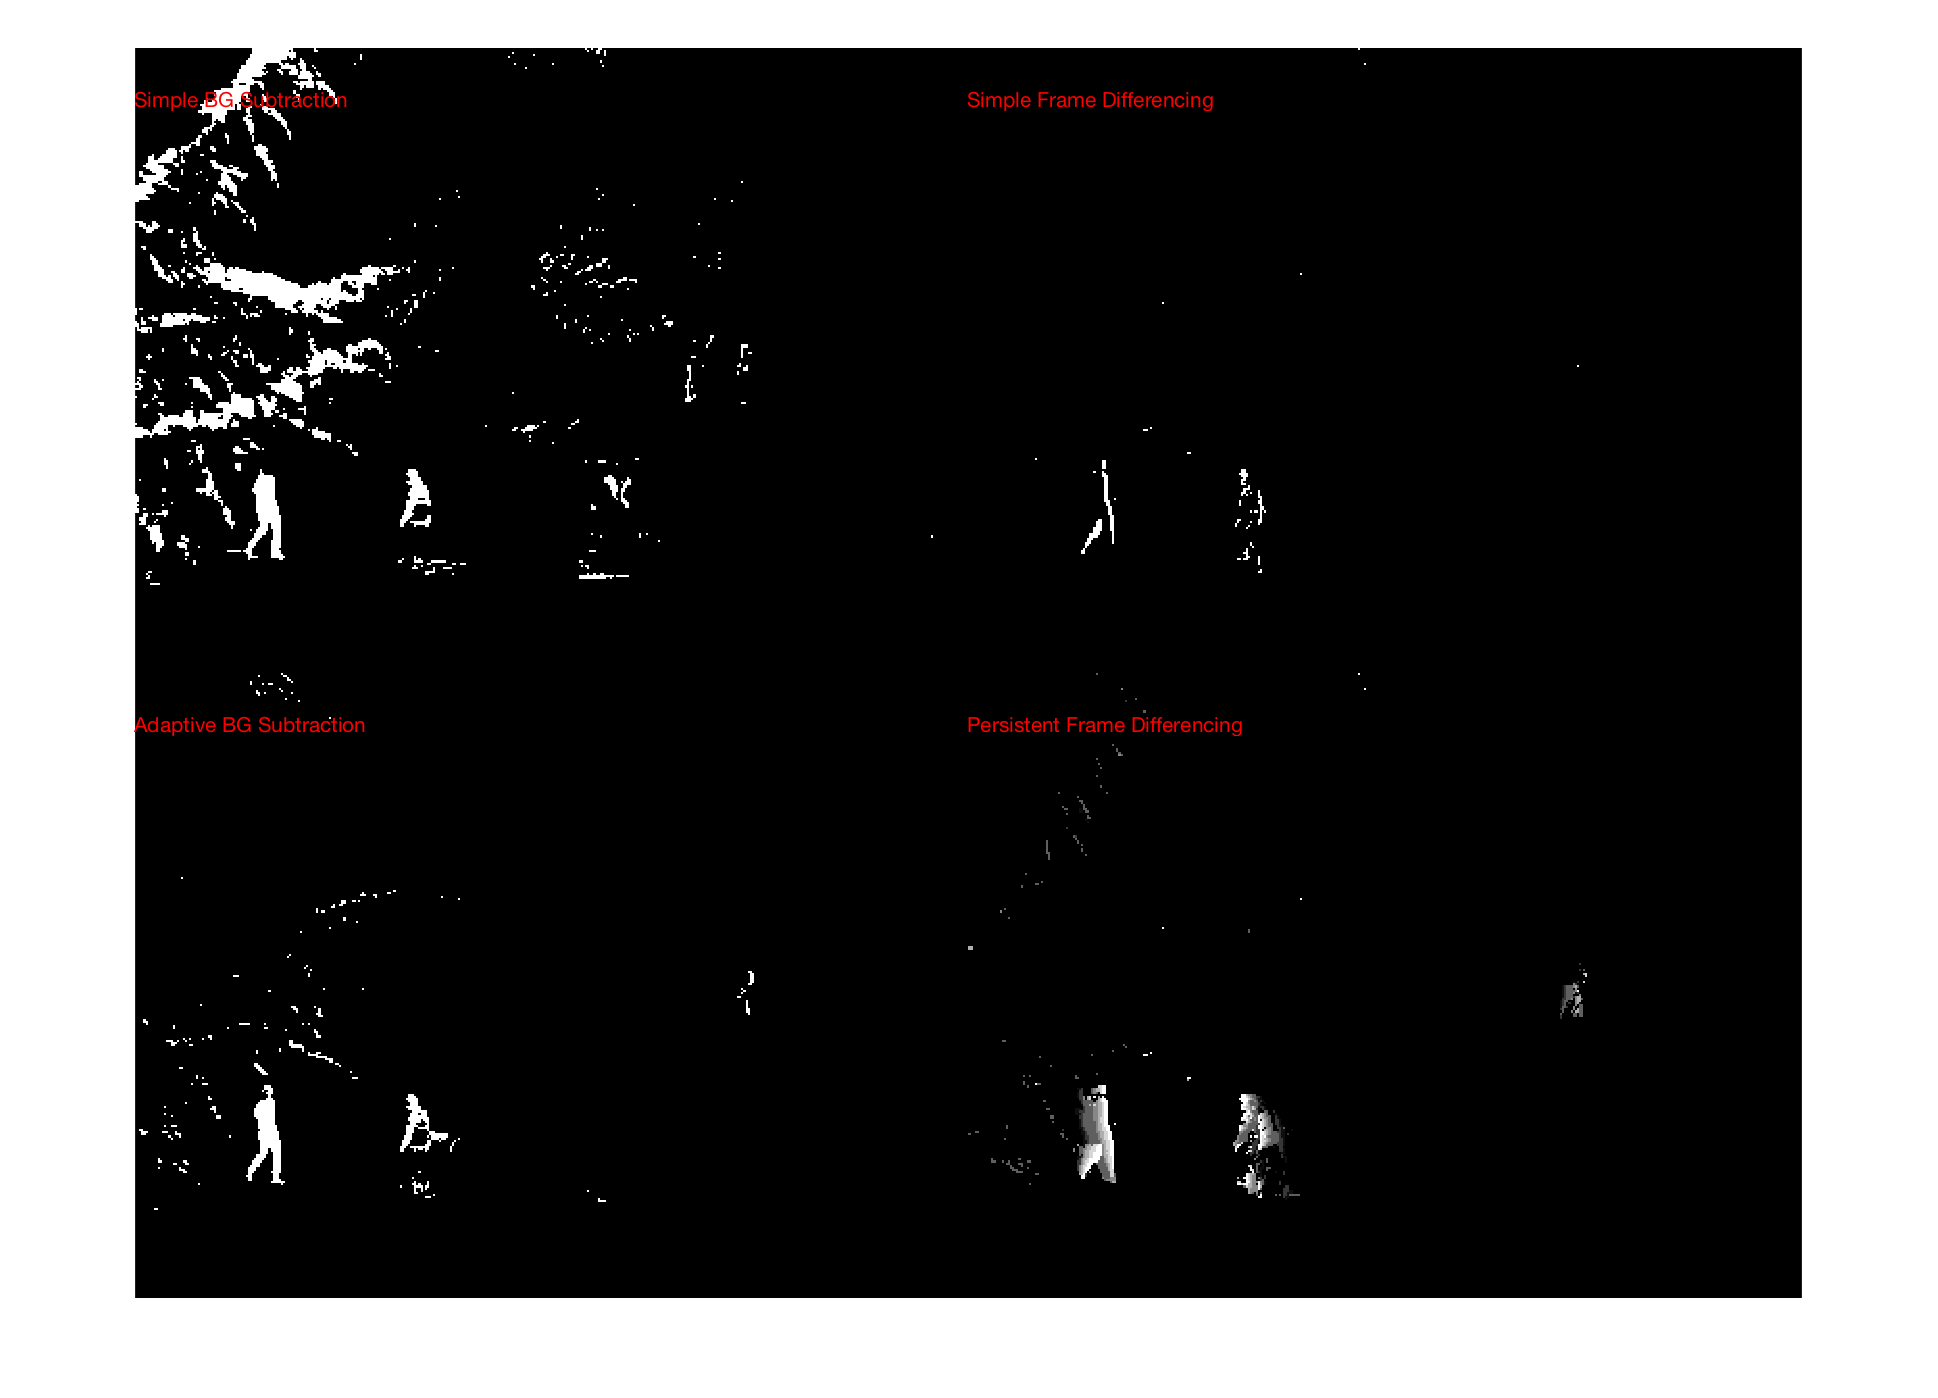 Simple BG Subtraction
Simple Frame Differencing
Adaptive BG Subtraction
Persistent Frame Differencing